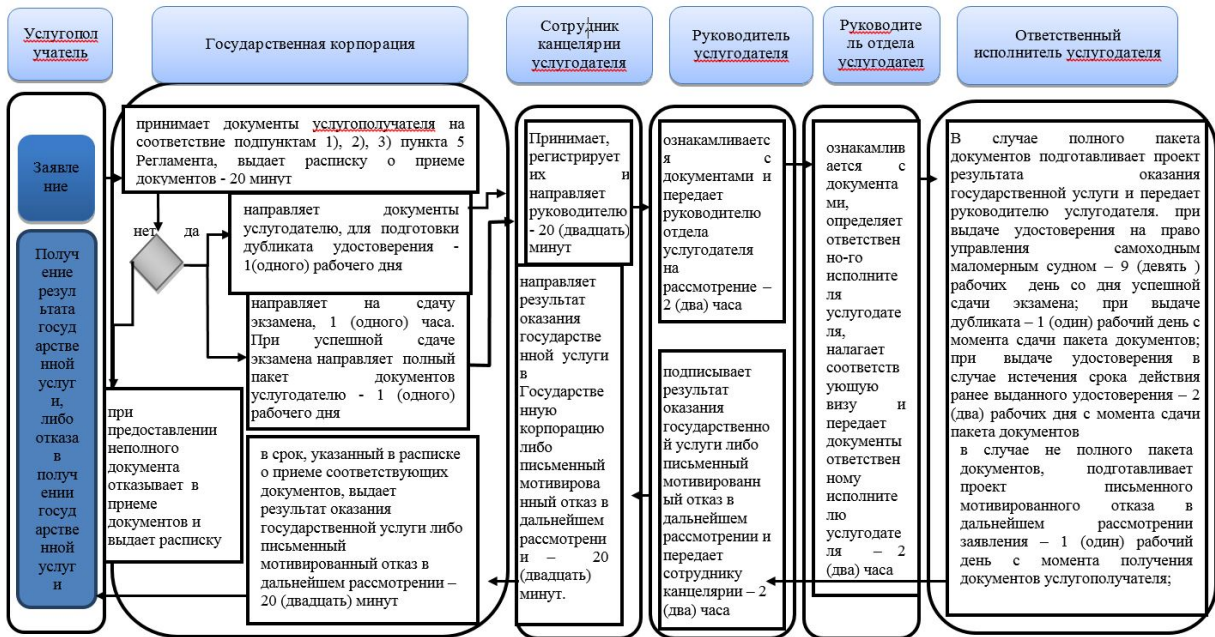 Услугопол
учатель
Государственная корпорация
Сотрудник
канцелярии
услугодателя
Руководитель
услугодателя
Руководите
ль отдела
услугодател
Ответственный
исполнитель услугодателя
Заявле
ние
Получ
ение
резуль
тата
госуд
арстве
нной
услуг
и,
либо
отказа
в
получ
ении
госуд
арстве
нной
услуг
и
принимает документы услугополучателя на
соответствие подпунктам 1), 2), 3) пункта 5
Регламента, выдает расписку о приеме
документов - 20 минут
нет да
направляет документы
услугодателю, для подготовки
дубликата удостоверения -
1(одного) рабочего дня
направляет на сдачу
экзамена, 1 (одного) часа.
При успешной сдаче
экзамена направляет полный
пакет документов
услугодателю - 1 (одного)
рабочего дня
при
предоставлении
неполного
документа
отказывает в
приеме
документов и
выдает расписку
в срок, указанный в расписке
о приеме соответствующих
документов, выдает
результат оказания
государственной услуги либо
письменный
мотивированный отказ в
дальнейшем рассмотрении –
20 (двадцать) минут
Принимает,
регистрирует
их и
направляет
руководителю
- 20 (двадцать)
минут
направляет
результат
оказания
государстве
нной услуги
в
Государстве
нную
корпорацию
либо
письменный
мотивирова
нный отказ в
дальнейшем
рассмотрени
и – 20
(двадцать)
минут.
ознакамливаетс
я с
документами и
передает
руководителю
отдела
услугодателя
на
рассмотрение –
2 (два) часа
подписывает
результат
оказания
государственно
й услуги либо
письменный
мотивированн
ый отказ в
дальнейшем
рассмотрении и
передает
сотруднику
канцелярии – 2
(два) часа
ознакамлив
ается с
документа
ми,
определяет
ответствен
но-го
исполните
ля
услугодате
ля,
налагает
соответств
ующую
визу и
передает
документы
ответствен
ному
исполните
лю
услугодате
ля – 2
(два) часа
В случае полного пакета
документов подготавливает проект
результата оказания
государственной услуги и передает
руководителю услугодателя. при
выдаче удостоверения на право
управления самоходным
маломерным судном – 9 (девять )
рабочих день со дня успешной
сдачи экзамена; при выдаче
дубликата – 1 (один) рабочий день с
момента сдачи пакета документов;
при выдаче удостоверения в
случае истечения срока действия
ранее выданного удостоверения – 2
(два) рабочих дня с момента сдачи
пакета документов
в случае не полного пакета
документов, подготавливает
проект письменного
мотивированного отказа в
дальнейшем рассмотрении
заявления – 1 (один) рабочий
день с момента получения
документов услугополучателя;